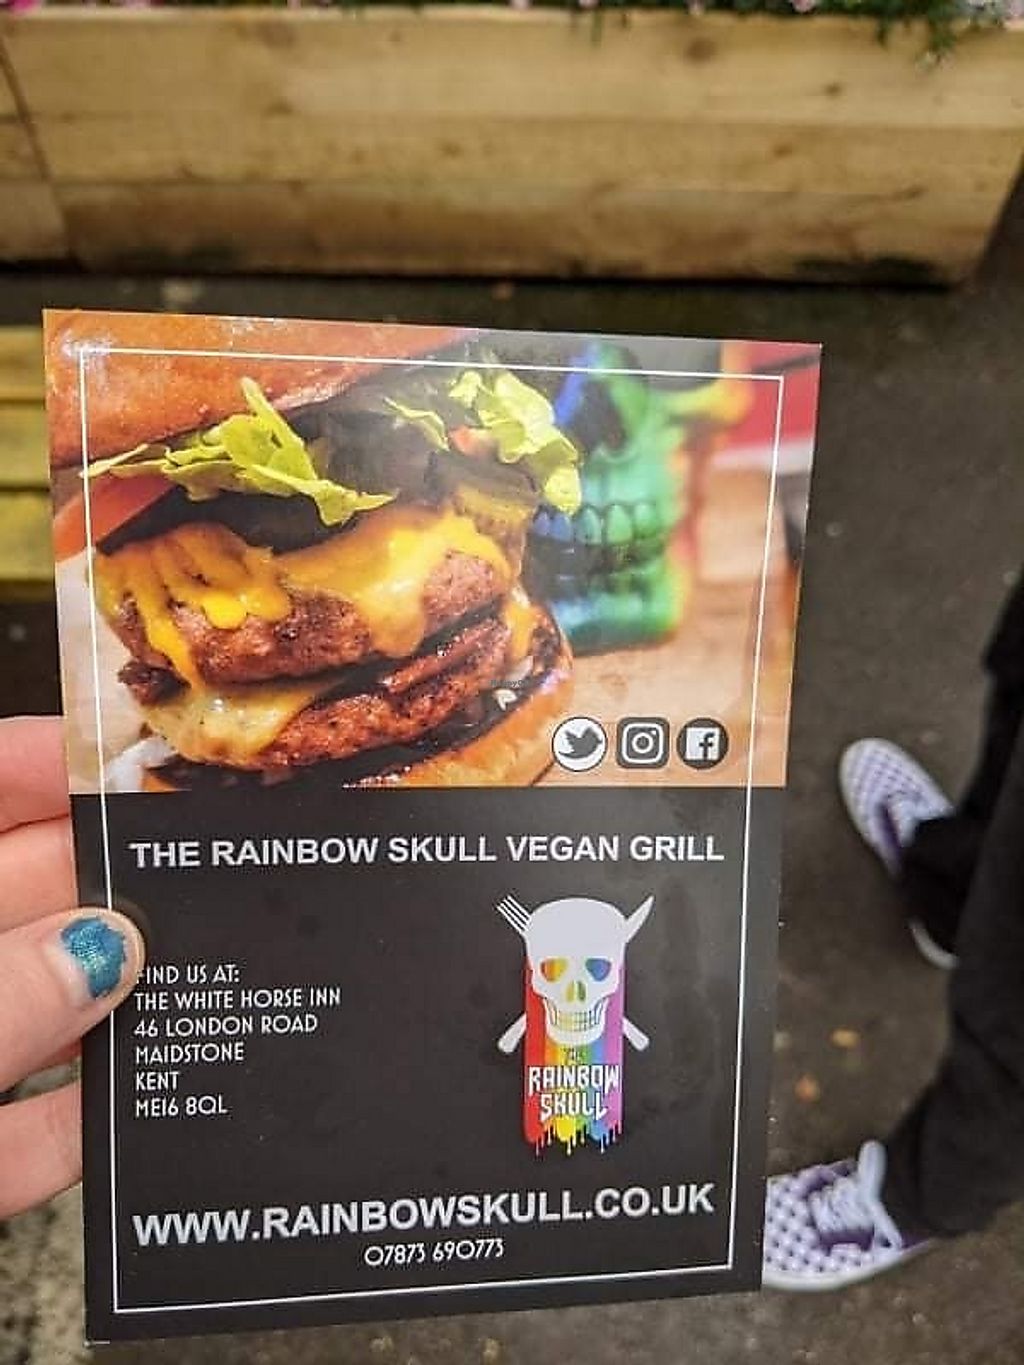 THE RAINBOW SKULL VEGAN GRILL
FIND US AT:
THE WHITE HORSE INN
46 LONDON ROAD
MAIDSTONE
KENT
ME16 8QL
THE
RAINBOW
SKULL
WWW.RAINBOWSKULL.CO.UK
07873 690773